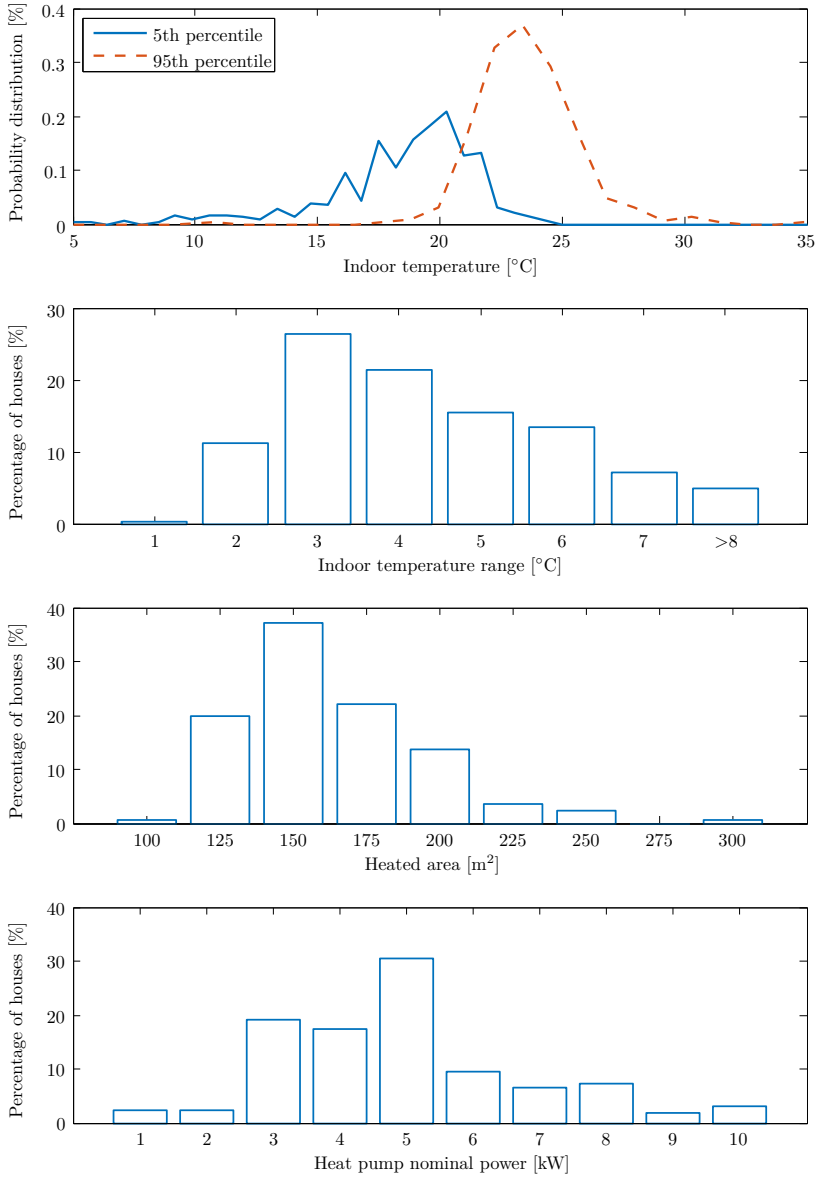 Probability distribution [%]
0.4
0.3
0.2
0.1
0
5th percentile
95th percentile
5 10 15 20 25 30 35
Indoor temperature [°C]
Percentage of houses [%]
30
20
10
0
1 2 3 4 5 6 7 >8
Indoor temperature range [°C]
Percentage of houses [%]
40
30
20
10
0
100 125 150 175 200 225 250 275 300
Heated area [m²]
Percentage of houses [%]
40
30
20
10
0
1 2 3 4 5 6 7 8 9 10
Heat pump nominal power [kW]